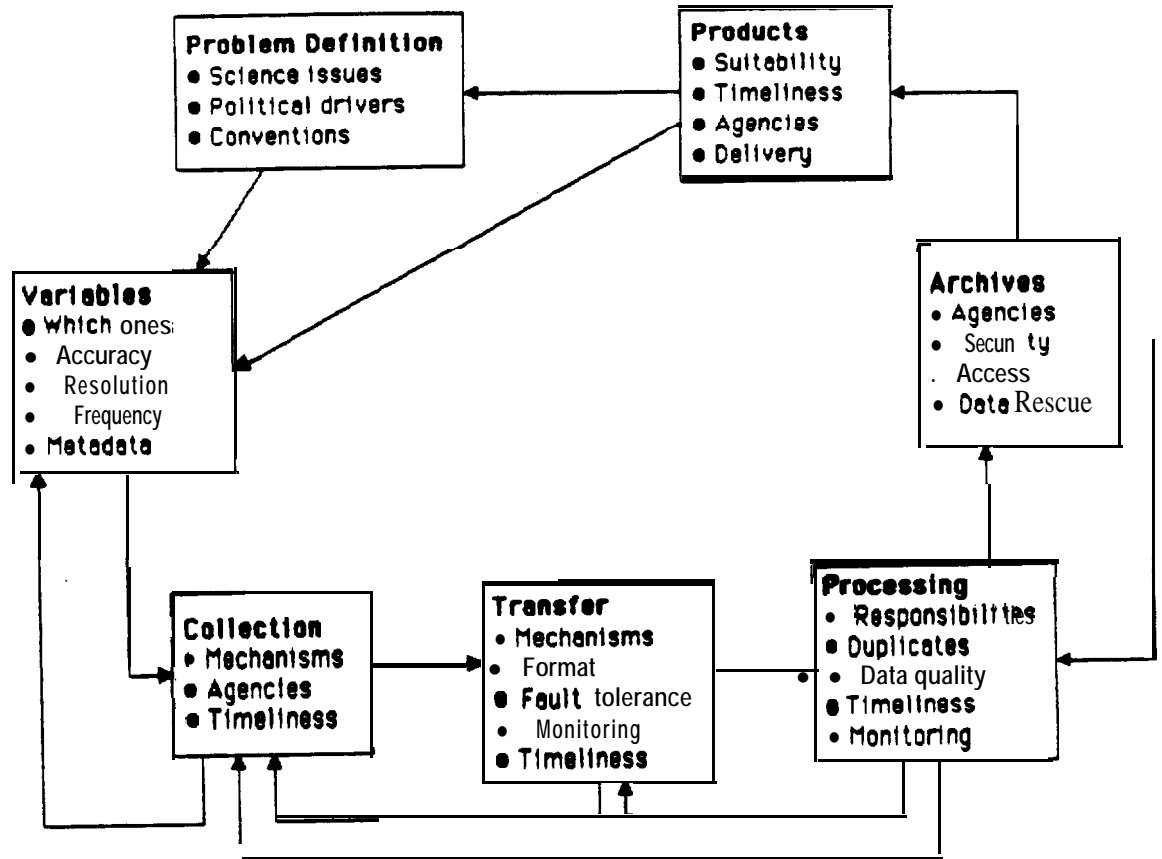 Problem Definition
• Science issues
• Political drivers
• Conventions
Products
• Suitability
• Timeliness
• Agencies
• Delivery
Variables
• Which ones
• Accuracy
• Resolution
• Frequency
• Metadata
Archives
• Agencies
• Secun ty
. Access
• Data Rescue
Collection
• Mechanisms
• Agencies
• Timeliness
Transfer
• Mechanisms
• Format
• Fault tolerance
• Monitoring
• Timeliness
Processing
• Responsibilities
• Duplicates
• Data quality
• Timeliness
• Monitoring